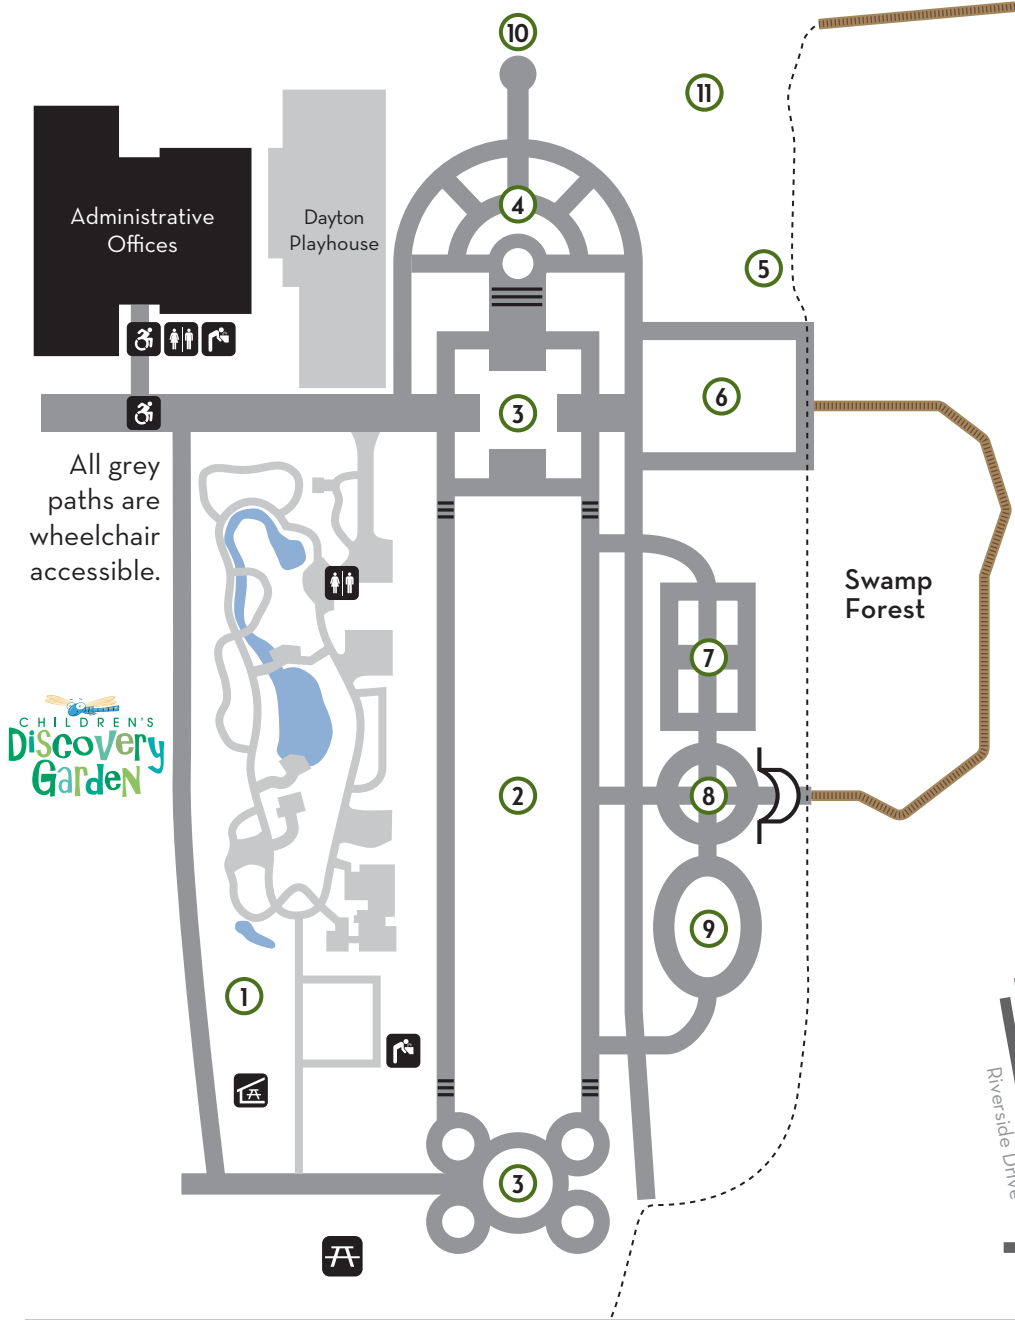 10
11
Administrative
Offices
Dayton
Playhouse
4
5
6
3
All grey
paths are
wheelchair
accessible.
Swamp
Forest
7
CHILDREN'S
Discovery
Garden
2
8
9
1
Riverside Drive
3